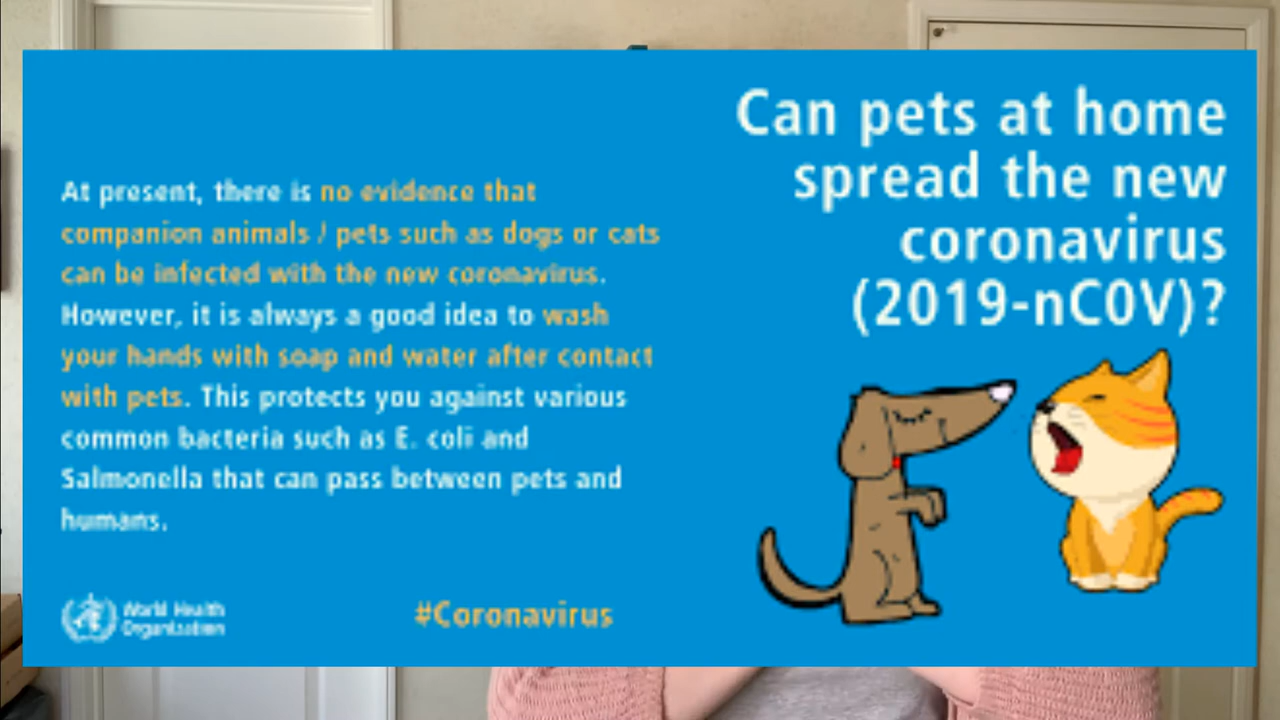 Can pets at home
spread the new
coronavirus
(2019-nC0V)?
At present, there is no evidence that
companion animals / pets such as dogs or cats
can be infected with the new coronavirus.
However, it is always a good idea to wash
your hands with soap and water after contact
with pets. This protects you against various
common bacteria such as E. coli and
Salmonella that can pass between pets and
humans.
World Health
Organization
#Coronavirus